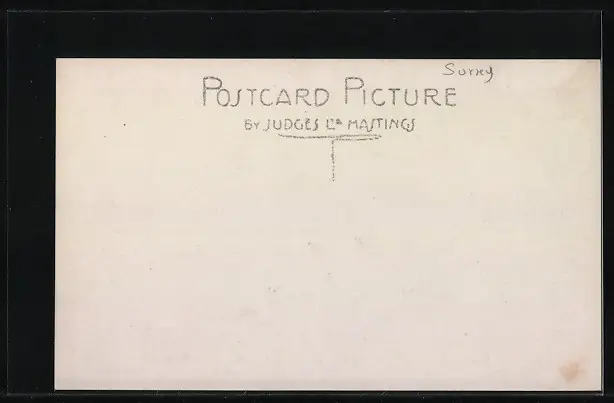 Surrey
POSTCARD PICTURE
BY JUDGES LTD HASTINGS